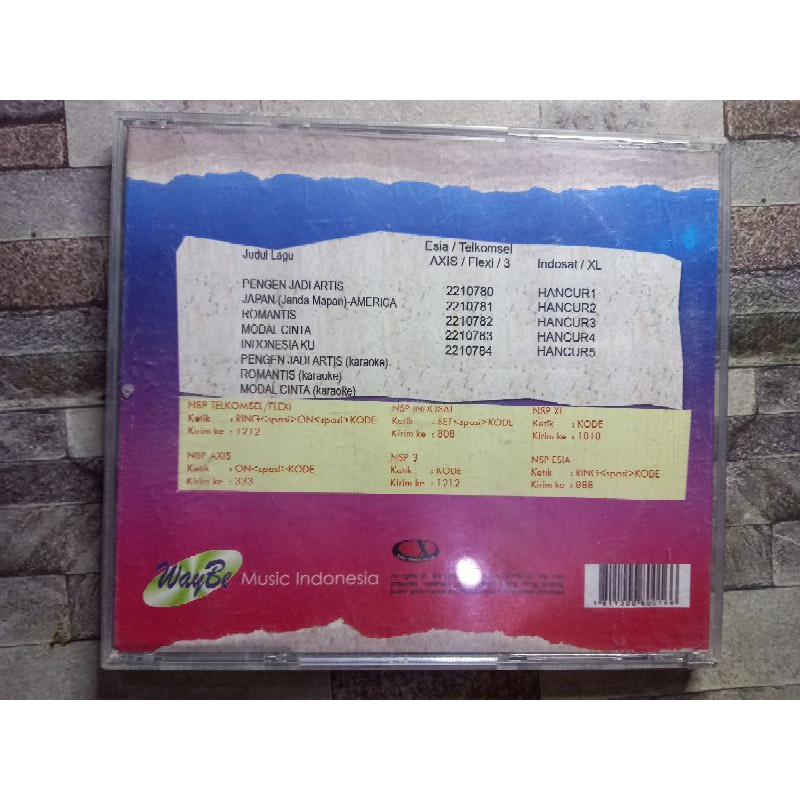 Judul Lagu Esia / Telkomsel
AXIS / Flexi / 3 Indosat / XL
PENGEN JADI ARTIS 2210780 HANCUR1
JAPAN (Janda Mapan)-AMERICA 2210781 HANCUR2
ROMANTIS 2210782 HANCUR3
MODAL CINTA 2210783 HANCUR4
INDONESIA KU 2210784 HANCUR5
PENGEN JADI ARTIS (karaoke)
ROMANTIS (karaoke)
MODAL CINTA (karaoke)
NSP TELKOMSEL /FLEXI
Ketik : RING<spasi>ON<spasi>KODE
Kirim ke : 1212
NSP INDOSAT
Ketik : SET<spasi>KODE
Kirim ke : 808
NSP XL
Ketik : KODE
Kirim ke : 1818
NSP AXIS
Ketik : ON<spasi>KODE
Kirim ke : 333
NSP 3
Ketik : KODE
Kirim ke : 1212
NSP ESIA
Ketik : RING<spasi>KODE
Kirim ke : 888
WayBe Music Indonesia
All rights of